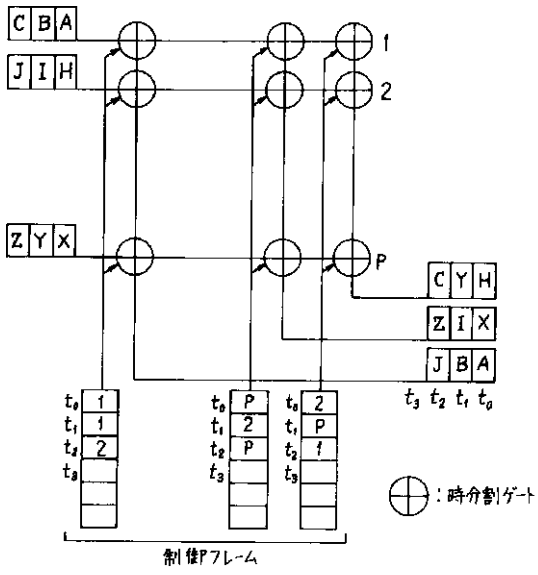 C B A
1
J I H
2
Z Y X
P
C Y H
Z I X
J B A
t₃ t₂ t₁ t₀
t₀ 1
t₁ 1
t₂ 2
t₃
t₀ P
t₁ 2
t₂ P
t₃
t₀ 2
t₁ P
t₂ 1
t₃
:時分割ゲート
制御フレーム